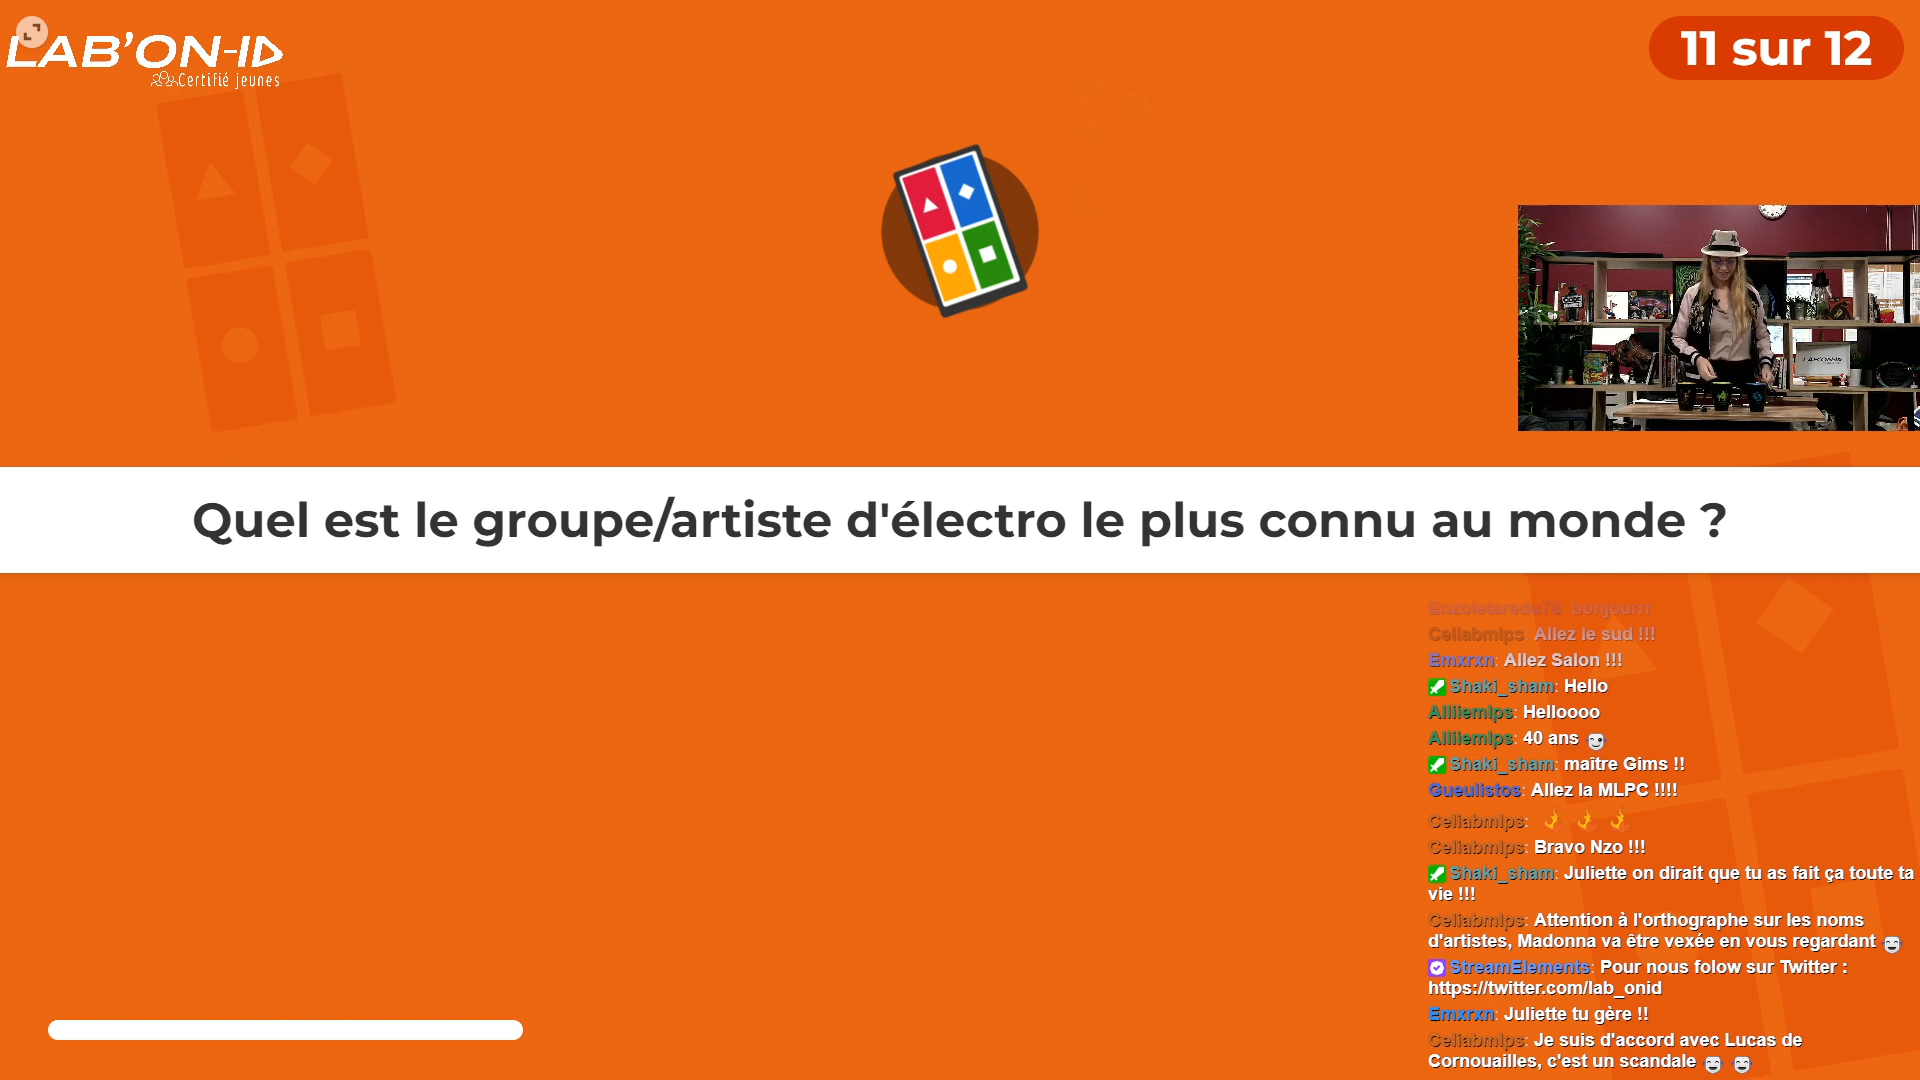 LAB'ON-ID
Certifié jeunes
11 sur 12
Quel est le groupe/artiste d'électro le plus connu au monde ?
Enzoletaredu78 bonjourrr
Celiabmlps: Allez le sud !!!
Emxrxn: Allez Salon !!!
Shaki_sham: Hello
Alliiemlps: Helloooo
Alliiemlps: 40 ans
Shaki_sham: maître Gims !!
Gueulistos: Allez la MLPC !!!!
Celiabmlps:
Celiabmlps: Bravo Nzo !!!
Shaki_sham: Juliette on dirait que tu as fait ça toute ta
vie !!!
Celiabmlps: Attention à l'orthographe sur les noms
d'artistes, Madonna va être vexée en vous regardant
StreamElements: Pour nous folow sur Twitter :
https://twitter.com/lab_onid
Emxrxn: Juliette tu gère !!
Celiabmlps: Je suis d'accord avec Lucas de
Cornouailles, c'est un scandale